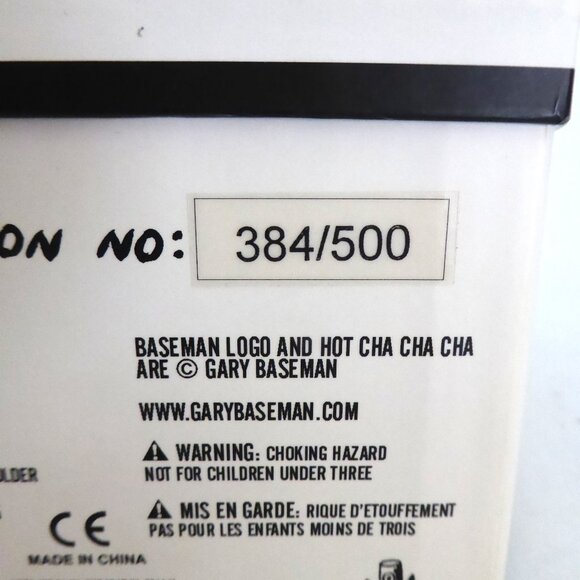 ON NO: 384/500
BASEMAN LOGO AND HOT CHA CHA CHA
ARE © GARY BASEMAN
WWW.GARYBASEMAN.COM
⚠ WARNING: CHOKING HAZARD
NOT FOR CHILDREN UNDER THREE
ULDER
⚠ MIS EN GARDE: RIQUE D'ETOUFFEMENT
PAS POUR LES ENFANTS MOINS DE TROIS
CE
MADE IN CHINA